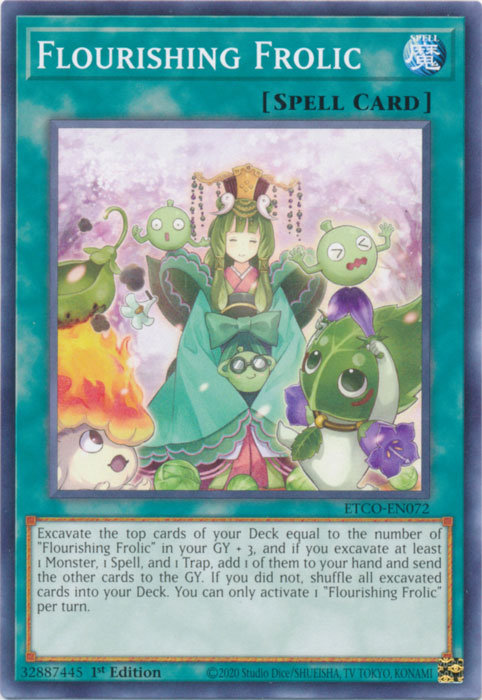 Flourishing Frolic
SPELL
魔
[Spell Card]
ETCO-EN072
Excavate the top cards of your Deck equal to the number of
"Flourishing Frolic" in your GY + 3, and if you excavate at least
1 Monster, 1 Spell, and 1 Trap, add 1 of them to your hand and send
the other cards to the GY. If you did not, shuffle all excavated
cards into your Deck. You can only activate 1 "Flourishing Frolic"
per turn.
32887445 1st Edition ©2020 Studio Dice/SHUEISHA, TV TOKYO, KONAMI